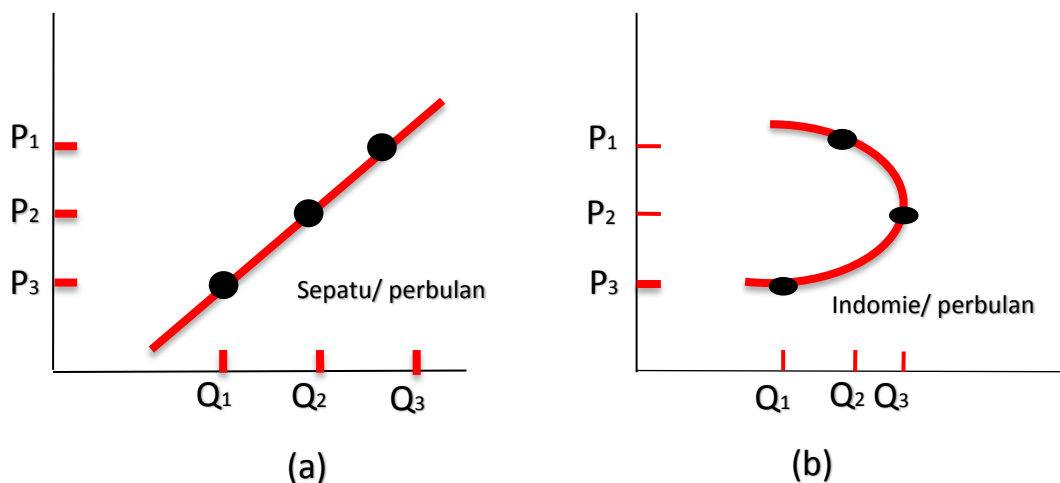 P1
P2
P3
Sepatu/ perbulan
Q1 Q2 Q3
(a)
P1
P2
P3
Indomie/ perbulan
Q1 Q2 Q3
(b)